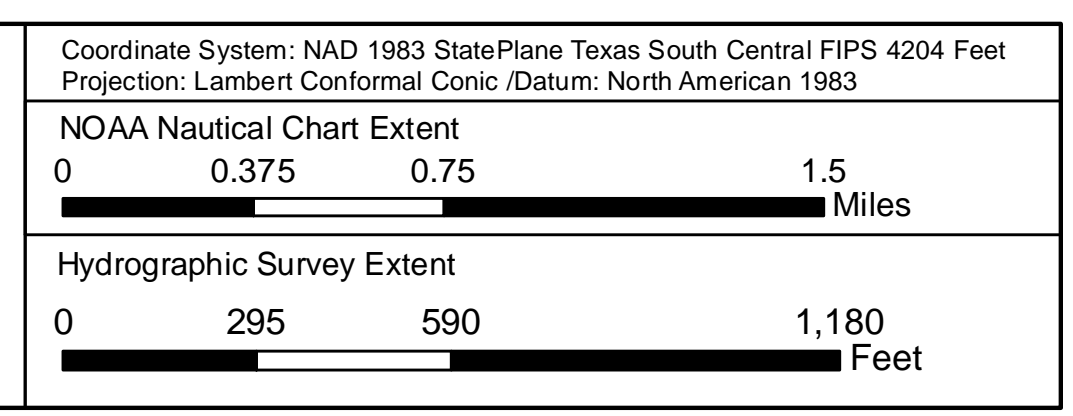 Coordinate System: NAD 1983 StatePlane Texas South Central FIPS 4204 Feet
Projection: Lambert Conformal Conic /Datum: North American 1983
NOAA Nautical Chart Extent
0 0.375 0.75 1.5
Miles
Hydrographic Survey Extent
0 295 590 1,180
Feet